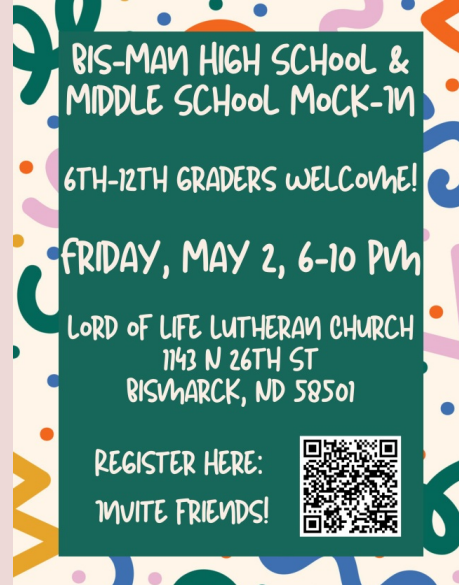 BIS-MAN HIGH SCHOOL &
MIDDLE SCHOOL MOCK-IN
6TH-12TH GRADERS WELCOME!
FRIDAY, MAY 2, 6-10 PM
LORD OF LIFE LUTHERAN CHURCH
1143 N 26TH ST
BISMARCK, ND 58501
REGISTER HERE:
INVITE FRIENDS!